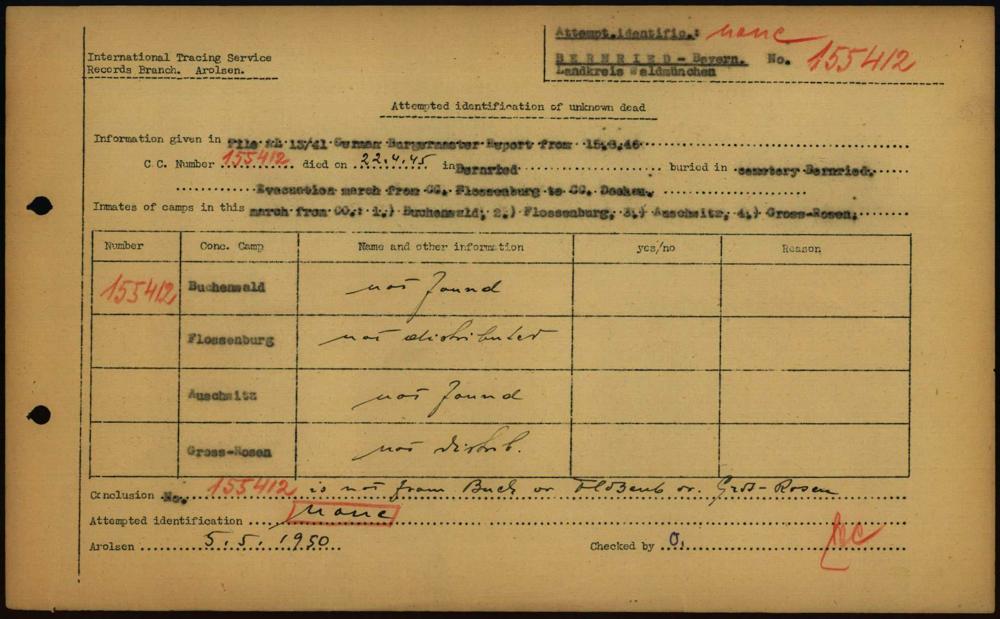 Attempt.identific.: none
International Tracing Service
Records Branch. Arolsen.
BERNRIED - Bayern. No. 155412
Landkreis Waldmünchen
Attempted identification of unknown dead
Information given in File 13/41 German Burgermaster Report from 15.8.46
C.C. Number 155412 died on 22.4.45 in Bernried buried in cemetery Bernried.
Evacuation march from CC. Flossenburg to CC. Dachau.
Inmates of camps in this march from CC.: 1.) Buchenwald, 2.) Flossenburg, 3.) Auschwitz, 4.) Gross-Rosen.
Number Conc. Camp Name and other information yes/no Reason
155412 Buchenwald not found
Flossenburg not distributed
Auschwitz not found
Gross-Rosen not distrib.
Conclusion No. 155412 is not from Buch or Floßenb or. Groß-Rosen
Attempted identification none
Arolsen 5.5.1950 Checked by O.